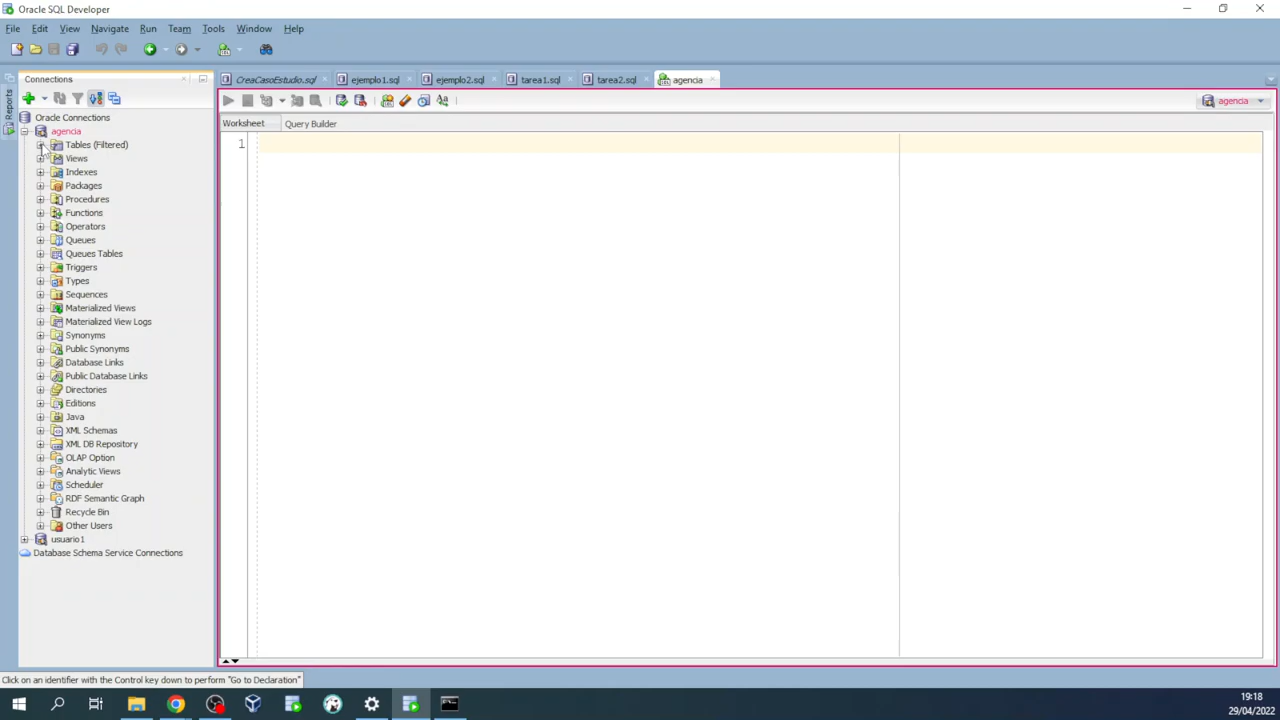 Oracle SQL Developer
File Edit View Navigate Run Team Tools Window Help
Reports
Connections
CreaCasoEstudio.sql ejemplo1.sql ejemplo2.sql tarea1.sql tarea2.sql agencia
agencia
Worksheet Query Builder
1
Oracle Connections
agencia
Tables (Filtered)
Views
Indexes
Packages
Procedures
Functions
Operators
Queues
Queues Tables
Triggers
Types
Sequences
Materialized Views
Materialized View Logs
Synonyms
Public Synonyms
Database Links
Public Database Links
Directories
Editions
Java
XML Schemas
XML DB Repository
OLAP Option
Analytic Views
Scheduler
RDF Semantic Graph
Recycle Bin
Other Users
usuario1
Database Schema Service Connections
Click on an identifier with the Control key down to perform "Go to Declaration"
19:18
29/04/2022